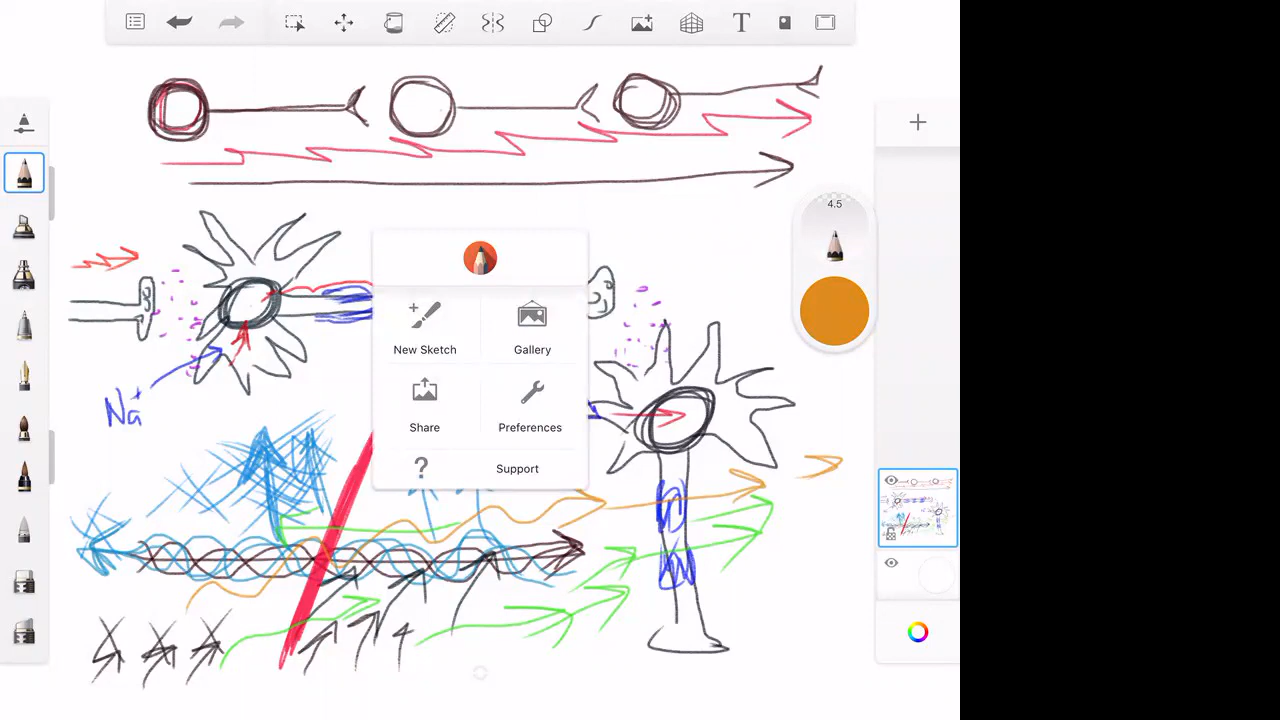 T
4.5
New Sketch
Gallery
Share
Preferences
? Support
Na+